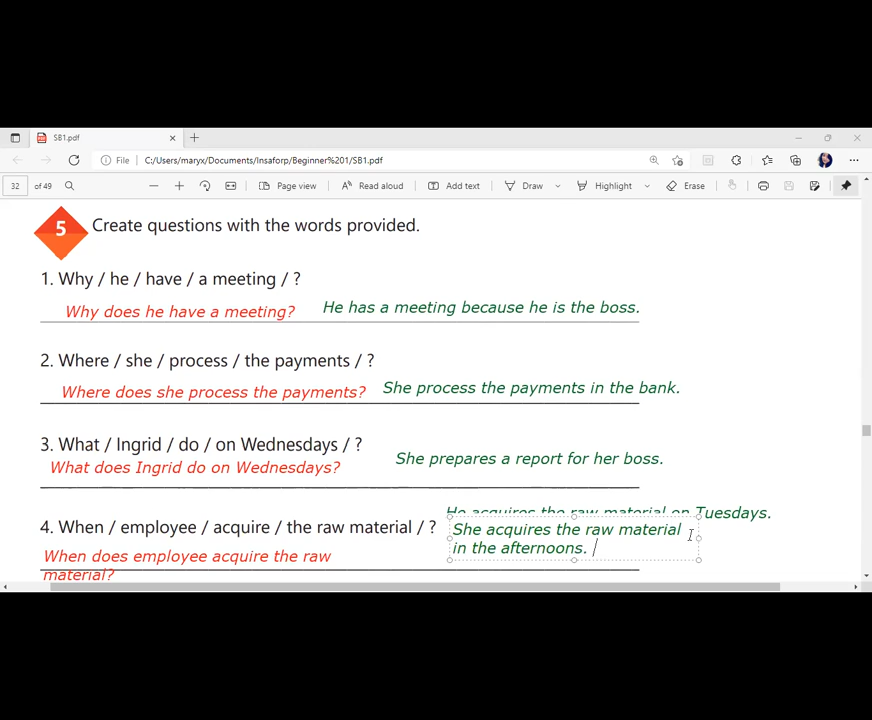 SB1.pdf
File C:/Users/maryx/Documents/Insaforp/Beginner%201/SB1.pdf
32 of 49 Page view Read aloud Add text Draw Highlight Erase
5 Create questions with the words provided.
1. Why / he / have / a meeting / ?
Why does he have a meeting? He has a meeting because he is the boss.
2. Where / she / process / the payments / ?
Where does she process the payments? She process the payments in the bank.
3. What / Ingrid / do / on Wednesdays / ?
What does Ingrid do on Wednesdays? She prepares a report for her boss.
He acquires the raw material on Tuesdays.
4. When / employee / acquire / the raw material / ?
She acquires the raw material
in the afternoons.
When does employee acquire the raw
material?